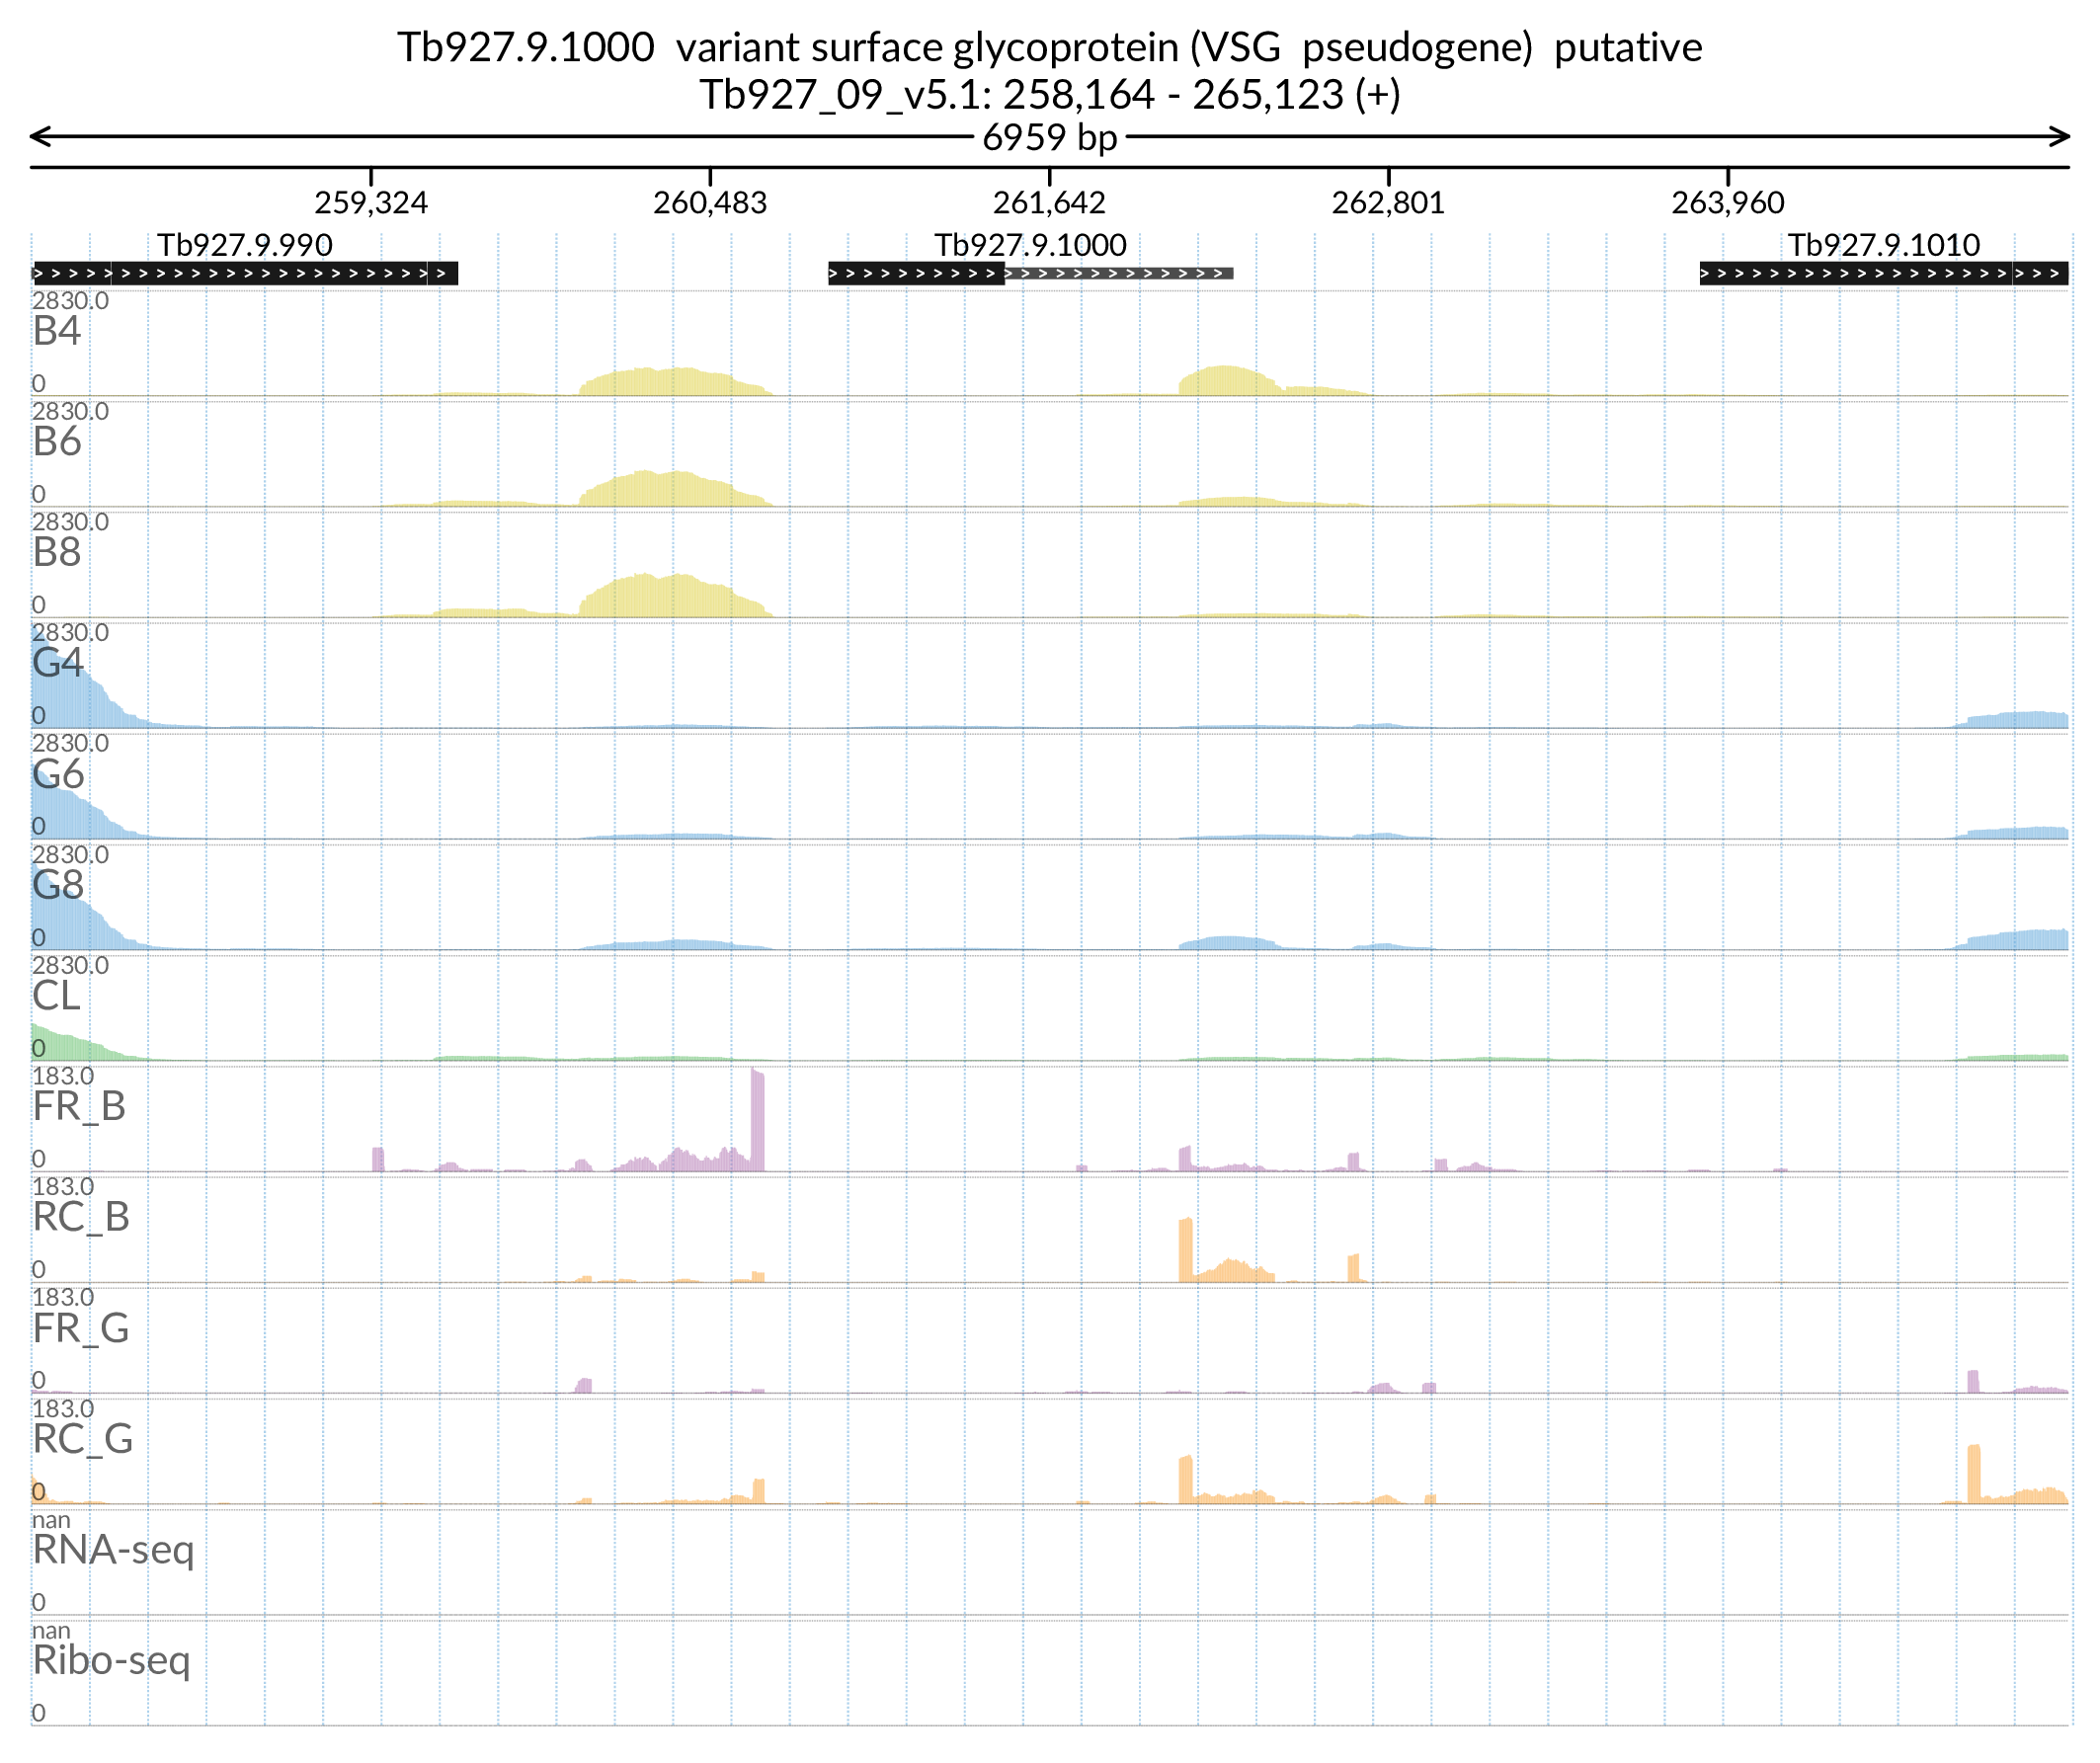 Tb927.9.1000  variant surface glycoprotein (VSG  pseudogene)  putative
Tb927_09_v5.1: 258,164 - 265,123 (+)
6959 bp
259,324 260,483 261,642 262,801 263,960
Tb927.9.990 Tb927.9.1000 Tb927.9.1010
2830.0
B4
0
2830.0
B6
0
2830.0
B8
0
2830.0
G4
0
2830.0
G6
0
2830.0
G8
0
2830.0
CL
0
183.0
FR_B
0
183.0
RC_B
0
183.0
FR_G
0
183.0
RC_G
0
nan
RNA-seq
0
nan
Ribo-seq
0